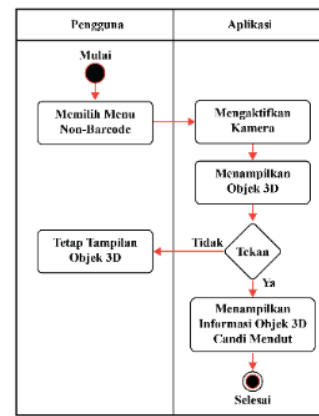 Pengguna
Aplikasi
Mulai
Memilih Menu
Non-Barcode
Mengaktifkan
Kamera
Menampilkan
Objek 3D
Tetap Tampilan
Objek 3D
Tidak
Tekan
Ya
Menampilkan
Informasi Objek 3D
Candi Mendut
Selesai